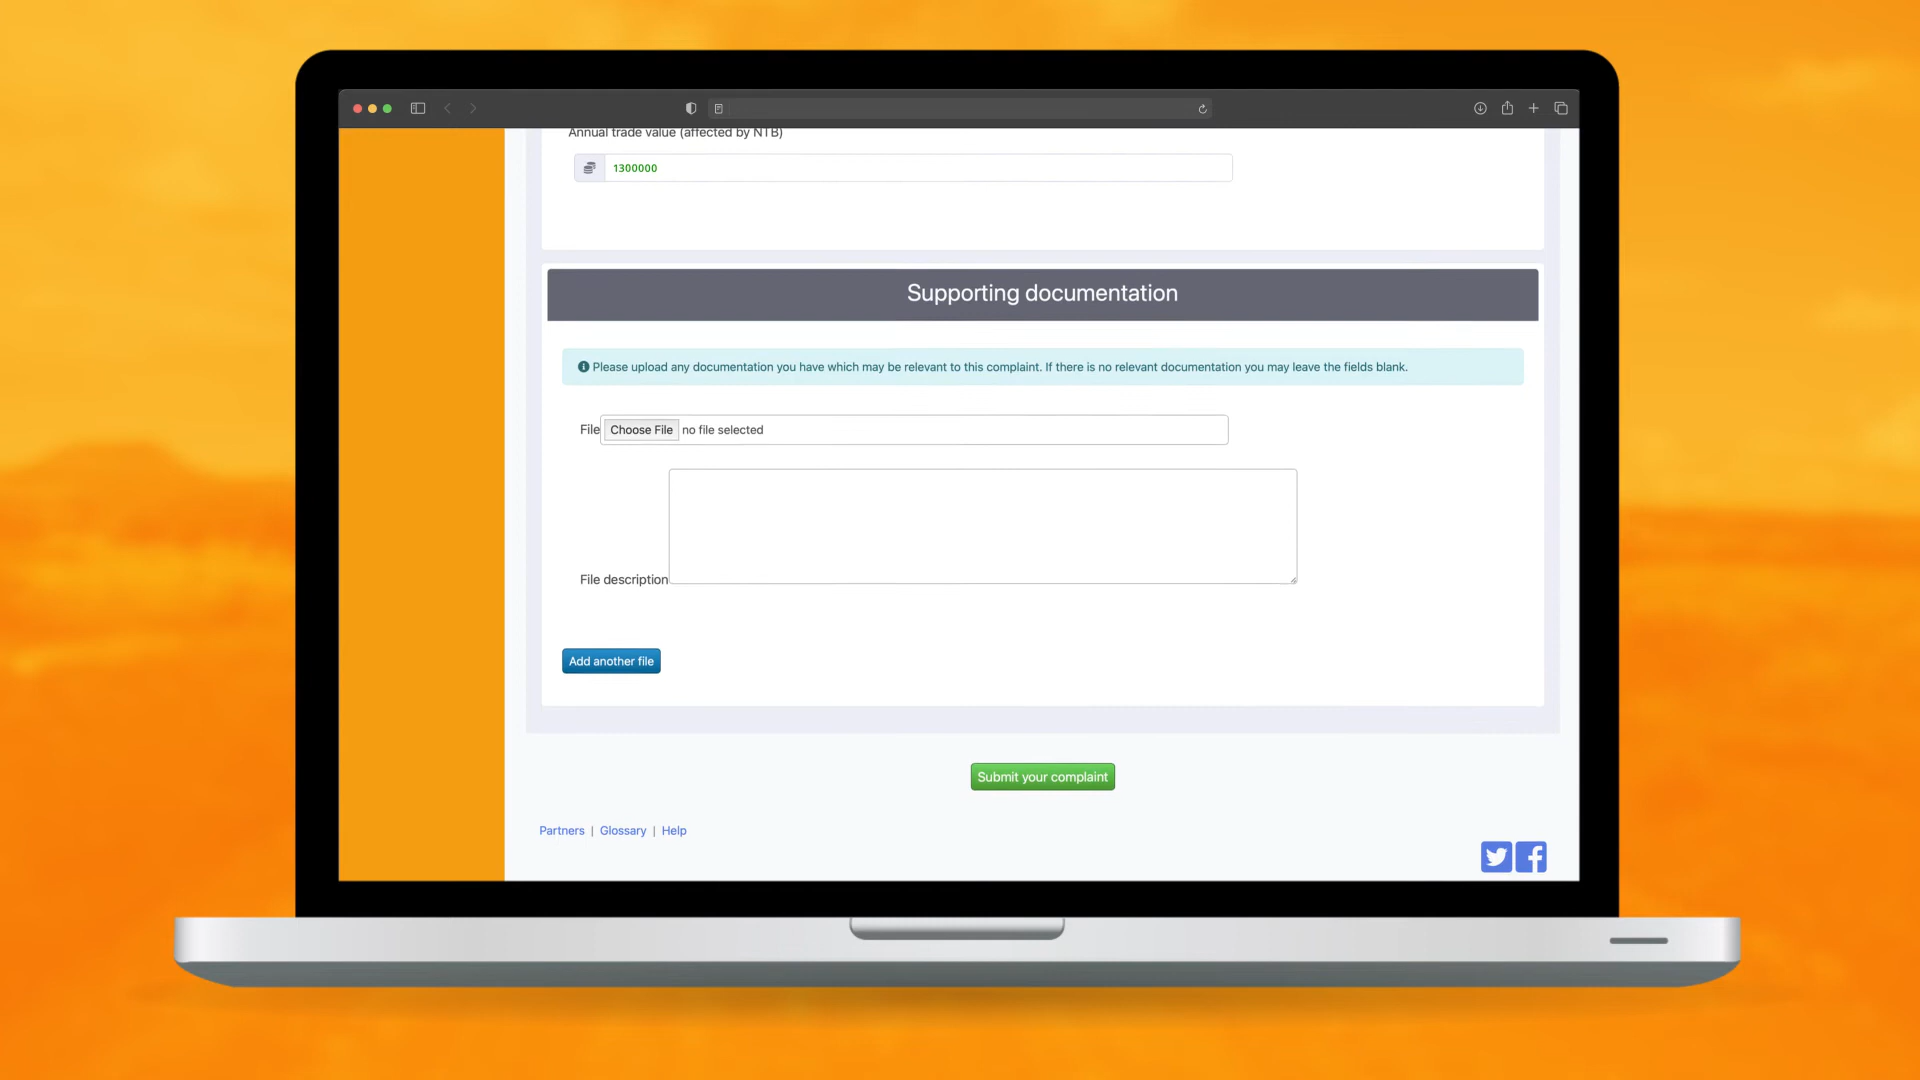 Annual trade value (affected by NTB)
1300000
Supporting documentation
Please upload any documentation you have which may be relevant to this complaint. If there is no relevant documentation you may leave the fields blank.
File Choose File no file selected
File description
Add another file
Submit your complaint
Partners | Glossary | Help